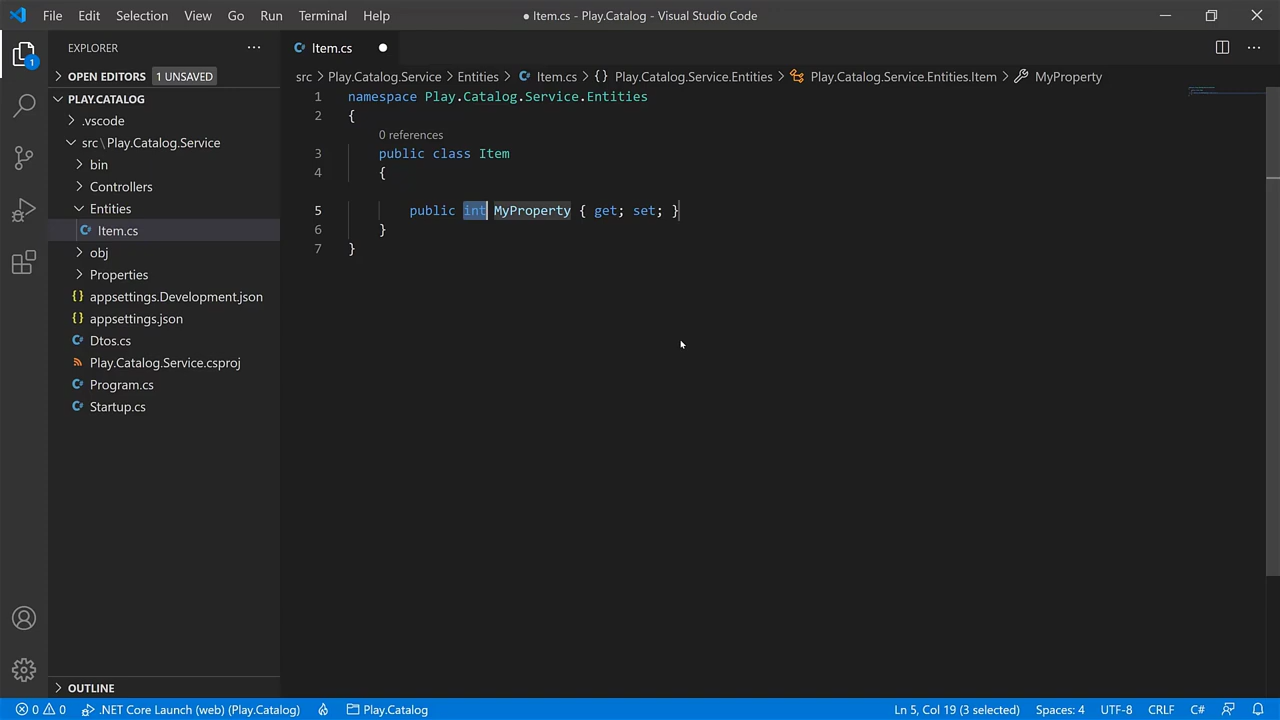 File Edit Selection View Go Run Terminal Help
● Item.cs - Play.Catalog - Visual Studio Code
EXPLORER
1
OPEN EDITORS 1 UNSAVED
PLAY.CATALOG
.vscode
src\Play.Catalog.Service
bin
Controllers
Entities
Item.cs
obj
Properties
appsettings.Development.json
appsettings.json
Dtos.cs
Play.Catalog.Service.csproj
Program.cs
Startup.cs
OUTLINE
Item.cs
src > Play.Catalog.Service > Entities > Item.cs > {} Play.Catalog.Service.Entities > Play.Catalog.Service.Entities.Item > MyProperty
1 namespace Play.Catalog.Service.Entities
2 {
0 references
3 public class Item
4 {
5 public int MyProperty { get; set; }
6 }
7 }
0 0 .NET Core Launch (web) (Play.Catalog) Play.Catalog Ln 5, Col 19 (3 selected) Spaces: 4 UTF-8 CRLF C#